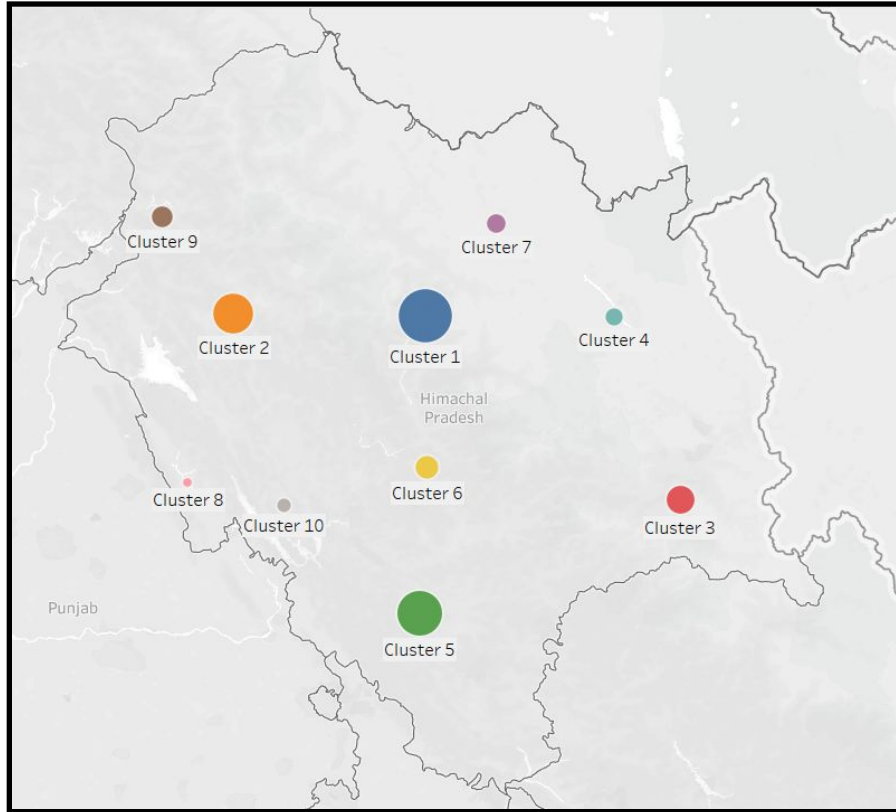 Cluster 9
Cluster 7
Cluster 2
Cluster 1
Cluster 4
Himachal
Pradesh
Cluster 8
Cluster 6
Cluster 10
Cluster 3
Punjab
Cluster 5